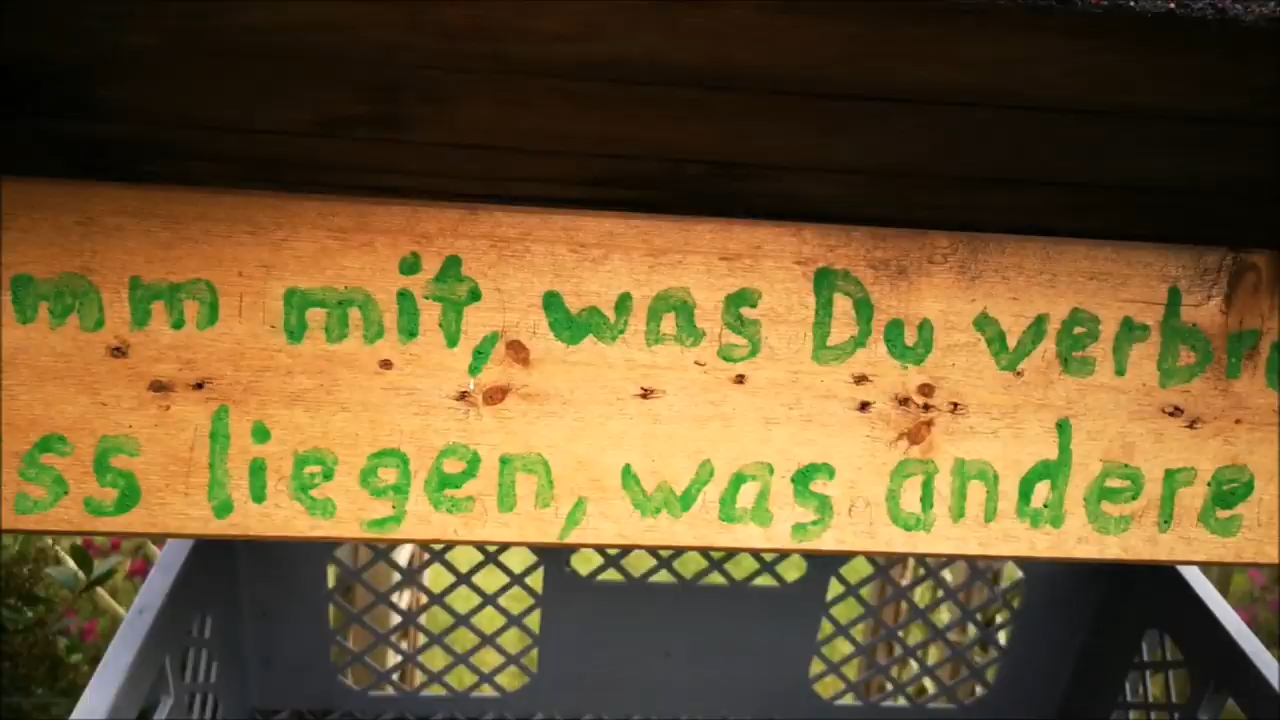 mm mit, was Du verbr
ss liegen, was andere